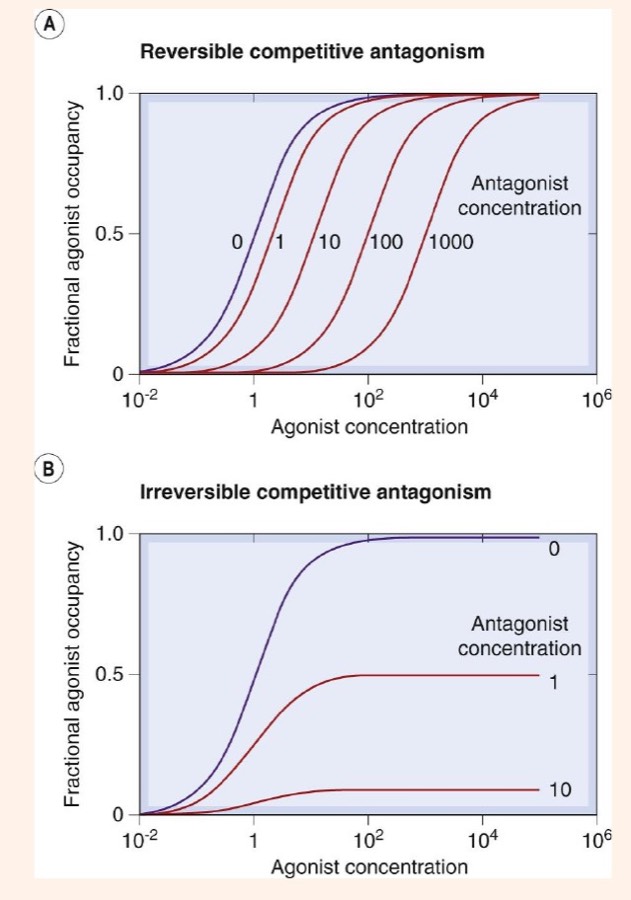 A
Reversible competitive antagonism
1.0
0.5
0
Fractional agonist occupancy
0 1 10 100 1000
Antagonist
concentration
10-2 1 10² 10⁴ 10⁶
Agonist concentration
B
Irreversible competitive antagonism
1.0
0.5
0
Fractional agonist occupancy
0
Antagonist
concentration
1
10
10-2 1 10² 10⁴ 10⁶
Agonist concentration